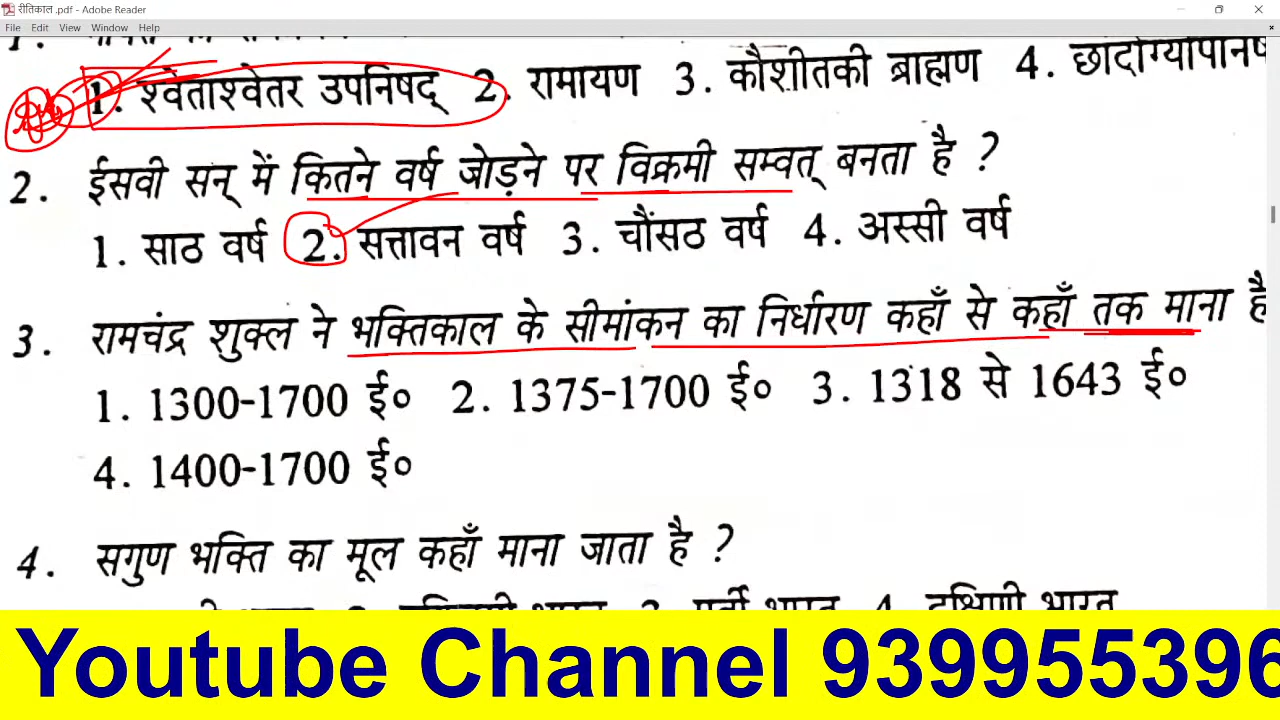 रीतिकाल .pdf - Adobe Reader
File Edit View Window Help
1. श्वेताश्वेतर उपनिषद् 2. रामायण 3. कौशीतकी ब्राह्मण 4.
2. ईसवी सन् में कितने वर्ष जोड़ने पर विक्रमी सम्वत् बनता है ?
1. साठ वर्ष 2. सत्तावन वर्ष 3. चौंसठ वर्ष 4. अस्सी वर्ष
3. रामचंद्र शुक्ल ने भक्तिकाल के सीमांकन का निर्धारण कहाँ से कहाँ तक माना है
1. 1300-1700 ई० 2. 1375-1700 ई० 3. 1318 से 1643 ई०
4. 1400-1700 ई०
4. सगुण भक्ति का मूल कहाँ माना जाता है ?
Youtube Channel 939955396